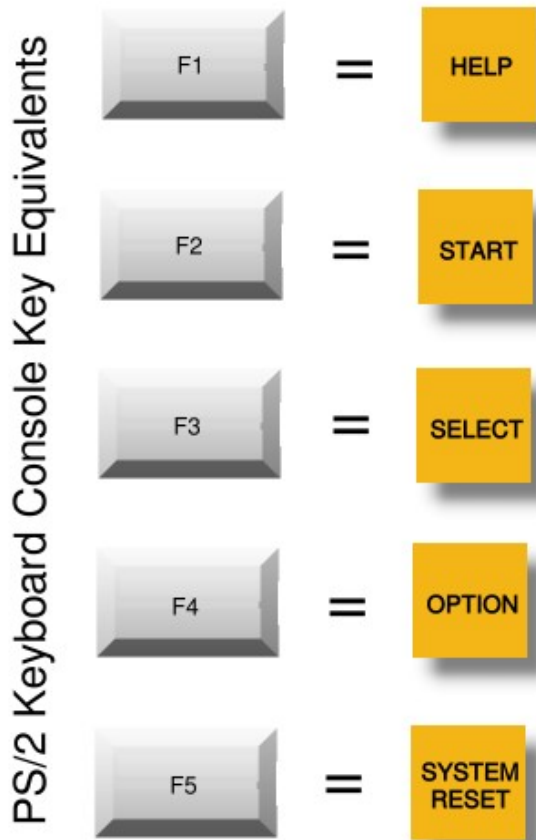 PS/2 Keyboard Console Key Equivalents
F1 = HELP
F2 = START
F3 = SELECT
F4 = OPTION
F5 = SYSTEM
RESET